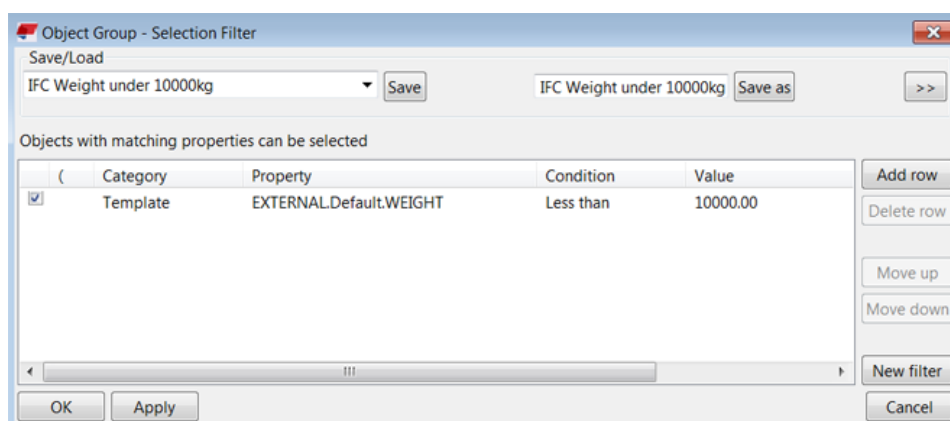 Object Group - Selection Filter
Save/Load
IFC Weight under 10000kg Save IFC Weight under 10000kg Save as >>
Objects with matching properties can be selected
( Category Property Condition Value Add row
Template EXTERNAL.Default.WEIGHT Less than 10000.00
Delete row
Move up
Move down
New filter
OK Apply Cancel